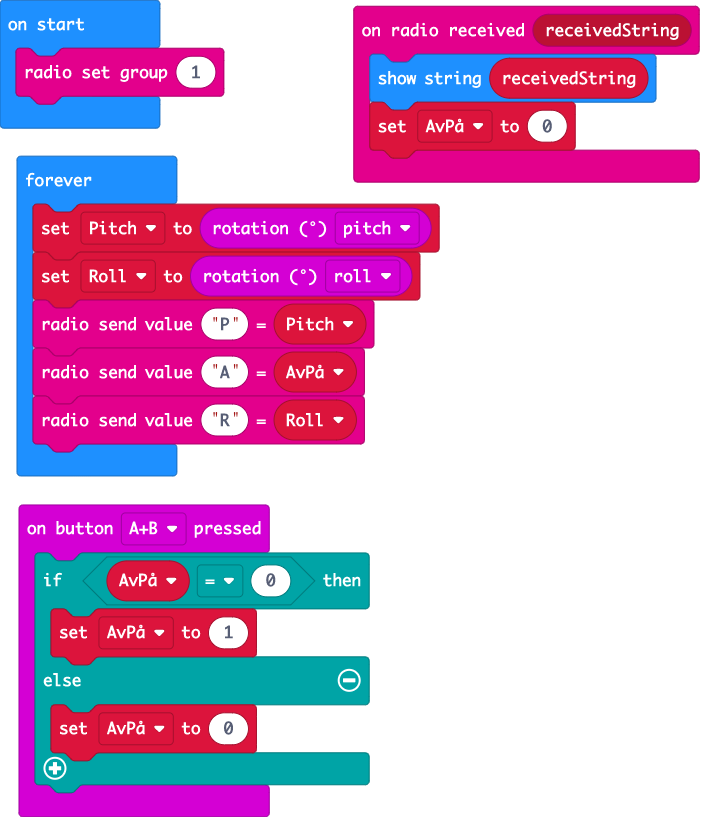 on start
radio set group 1
on radio received receivedString
show string receivedString
set AvPå to 0
forever
set Pitch to rotation (°) pitch
set Roll to rotation (°) roll
radio send value "P" = Pitch
radio send value "A" = AvPå
radio send value "R" = Roll
on button A+B pressed
if AvPå = 0 then
set AvPå to 1
else
set AvPå to 0